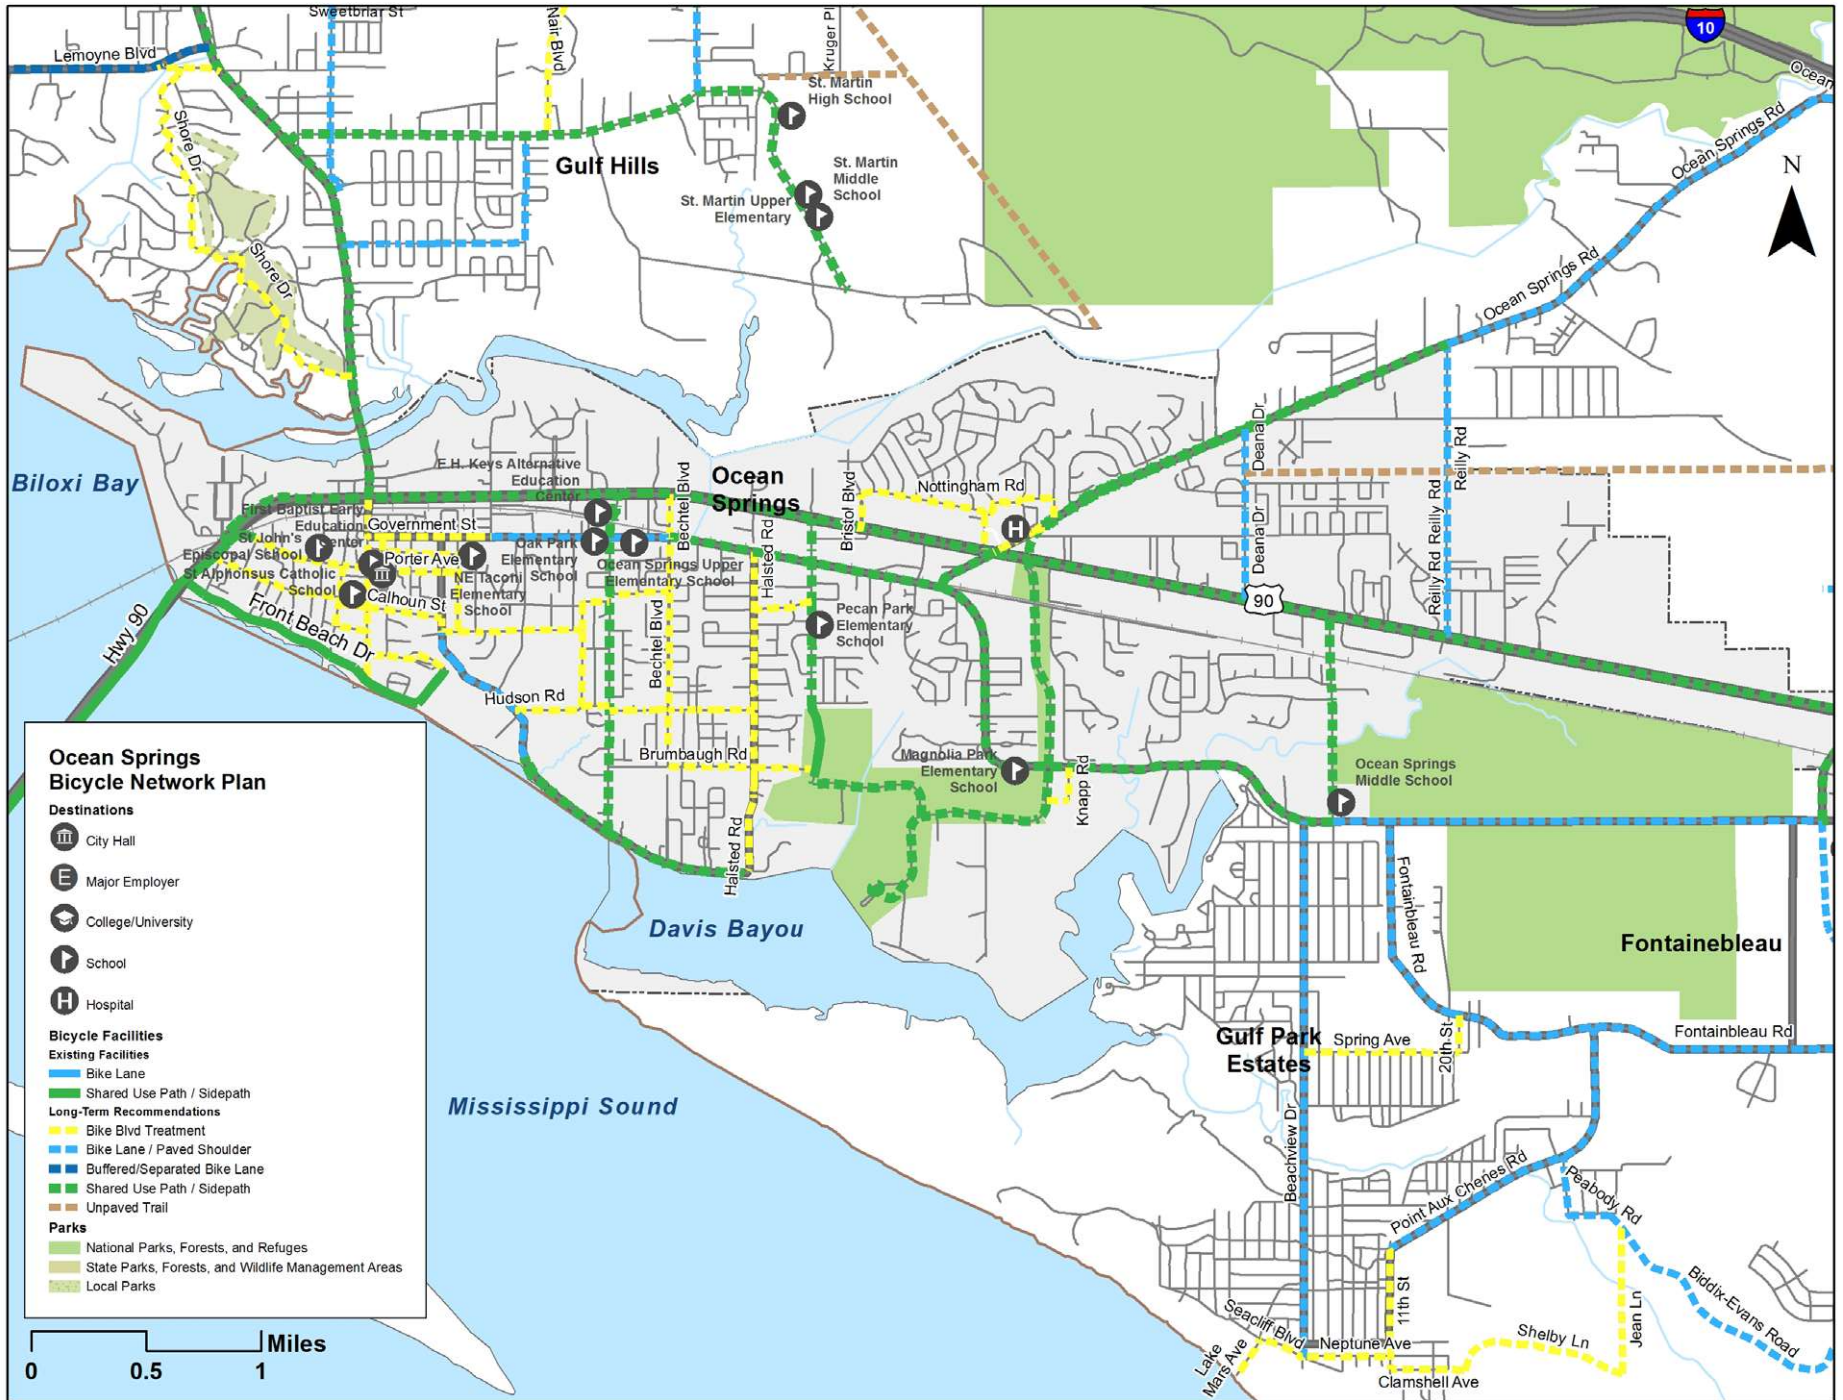 Sweetbriar St
Nair Blvd
Kruger Pl
10
Lemoyne Blvd
Ocean
St. Martin
High School
Ocean Springs Rd
Shore Dr
Gulf Hills
St. Martin
Middle
School
N
St. Martin Upper
Elementary
Shore Dr
Ocean Springs Rd
Deana Dr
Reilly Rd
Biloxi Bay
E.H. Keys Alternative
Education
Center
Bechtel Blvd
Ocean
Springs
Bristol Blvd
Nottingham Rd
H
First Baptist Early
Education
Center
Government St
Halsted Rd
Deana Dr
Reilly Rd
Reilly Rd
St John's
Episcopal School
Porter Ave
Oak Park
Elementary
School
Ocean Springs Upper
Elementary School
St Alphonsus Catholic
School
NE Taconi
Elementary
School
Calhoun St
90
Front Beach Dr
Hwy 90
Pecan Park
Elementary
School
Bechtel Blvd
Hudson Rd
Brumbaugh Rd
Magnolia Park
Elementary
School
Knapp Rd
Ocean Springs
Middle School
Halsted Rd
Fontainbleau Rd
Davis Bayou
Fontainebleau
Gulf Park
Estates
Spring Ave
20th St
Fontainbleau Rd
Mississippi Sound
Beachview Dr
Point Aux Chenes Rd
Peabody Rd
Biddix-Evans Road
11th St
Jean Ln
Seacliff Blvd
Neptune Ave
Shelby Ln
Lake
Mars Ave
Clamshell Ave
Ocean Springs
Bicycle Network Plan
Destinations
City Hall
E Major Employer
College/University
School
H Hospital
Bicycle Facilities
Existing Facilities
Bike Lane
Shared Use Path / Sidepath
Long-Term Recommendations
Bike Blvd Treatment
Bike Lane / Paved Shoulder
Buffered/Separated Bike Lane
Shared Use Path / Sidepath
Unpaved Trail
Parks
National Parks, Forests, and Refuges
State Parks, Forests, and Wildlife Management Areas
Local Parks
Miles
0 0.5 1